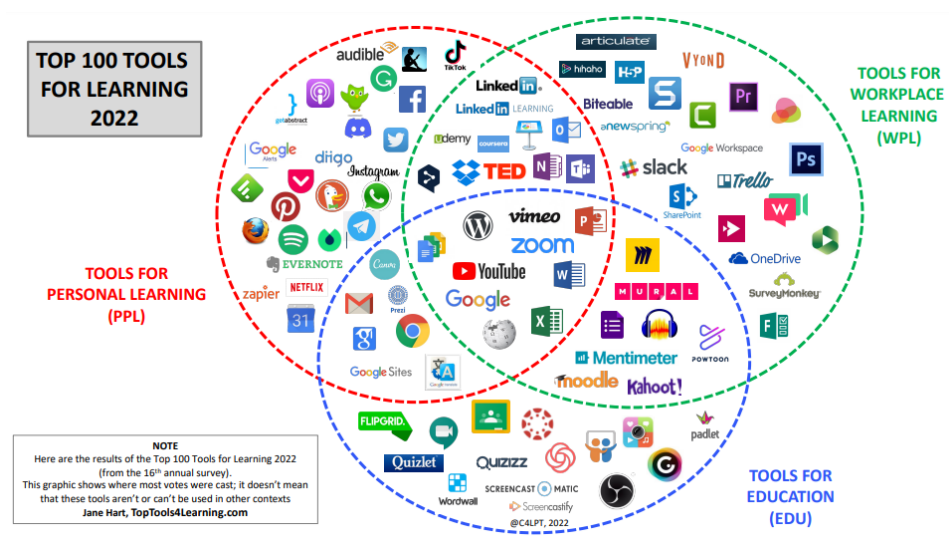 TOP 100 TOOLS
FOR LEARNING
2022
TOOLS FOR
PERSONAL LEARNING
(PPL)
TOOLS FOR
WORKPLACE
LEARNING
(WPL)
TOOLS FOR
EDUCATION
(EDU)
audible
TikTok
getabstract
Google
Alerts
diigo
Instagram
EVERNOTE
zapier
NETFLIX
31
Canva
Prezi
Google Sites
LinkedIn
LinkedIn LEARNING
udemy
coursera
TED
vimeo
zoom
YouTube
Google
W
P
X
N
T
O
articulate
hihaho
H-P
VYOND
Biteable
S
Pr
anewspring
Google Workspace
Ps
slack
Trello
S
SharePoint
W
OneDrive
SurveyMonkey
F
MURAL
POWTOON
Mentimeter
moodle
Kahoot!
FLIPGRID.
Quizlet
QUIZIZZ
Wordwall
SCREENCAST O MATIC
Screencastify
padlet
@C4LPT, 2022
NOTE
Here are the results of the Top 100 Tools for Learning 2022
(from the 16th annual survey).
This graphic shows where most votes were cast; it doesn't mean
that these tools aren't or can't be used in other contexts
Jane Hart, TopTools4Learning.com